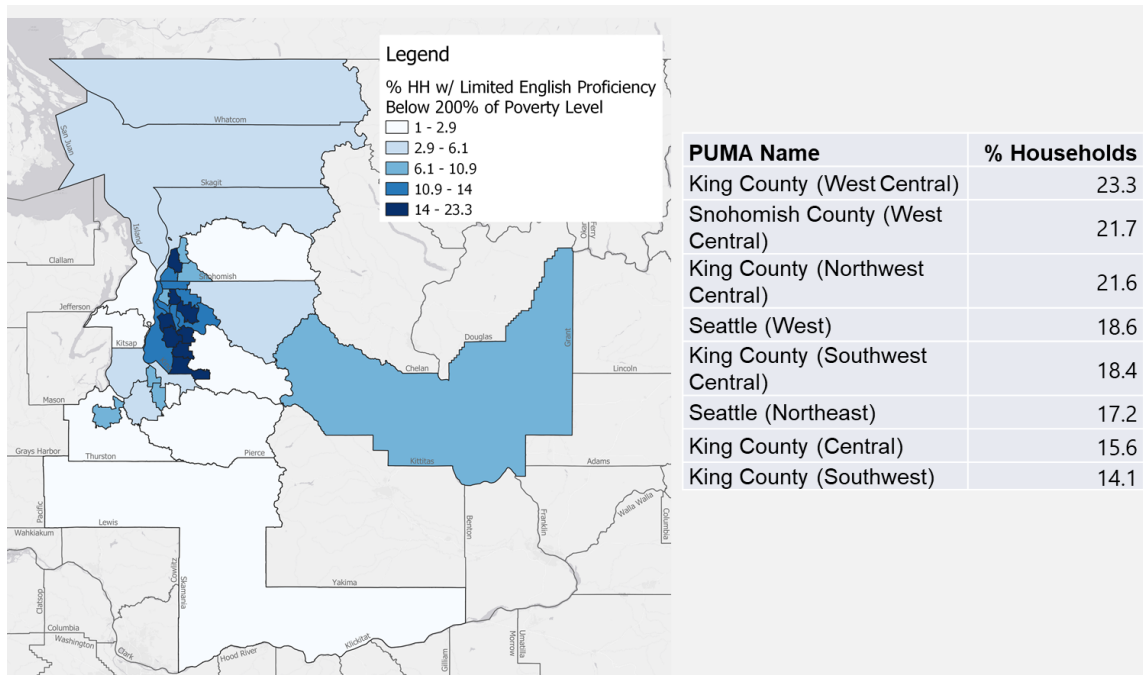 Legend
% HH w/ Limited English Proficiency
Below 200% of Poverty Level
1 - 2.9
2.9 - 6.1
6.1 - 10.9
10.9 - 14
14 - 23.3
Whatcom
San Juan
Skagit
Island
Ferry
Clallam
Snohomish
Jefferson
Kitsap
Douglas
Grant
Chelan
Lincoln
Mason
Grays Harbor
Thurston
Pierce
Kittitas
Adams
Pacific
Lewis
Benton
Franklin
Walla Walla
Columbia
Wahkiakum
Cowlitz
Skamania
Yakima
Clatsop
Columbia
Washington
Clark
Hood River
Klickitat
Gilliam
Morrow
Umatilla
PUMA Name % Households
King County (West Central) 23.3
Snohomish County (West
Central) 21.7
King County (Northwest
Central) 21.6
Seattle (West) 18.6
King County (Southwest
Central) 18.4
Seattle (Northeast) 17.2
King County (Central) 15.6
King County (Southwest) 14.1